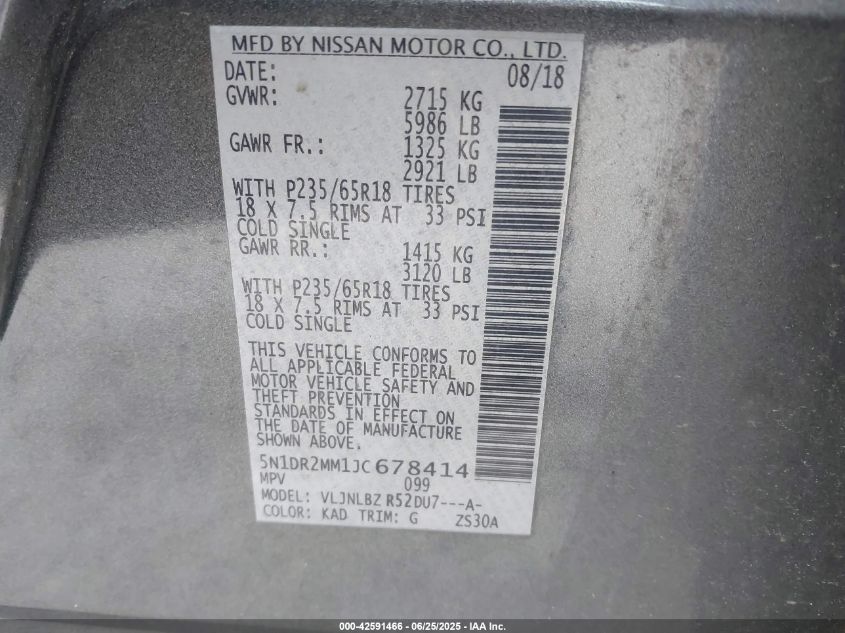 MFD BY NISSAN MOTOR CO., LTD.
DATE: 08/18
GVWR: 2715 KG
5986 LB
GAWR FR.: 1325 KG
2921 LB
WITH P235/65R18 TIRES
18 X 7.5 RIMS AT 33 PSI
COLD SINGLE
GAWR RR.: 1415 KG
3120 LB
WITH P235/65R18 TIRES
18 X 7.5 RIMS AT 33 PSI
COLD SINGLE
THIS VEHICLE CONFORMS TO
ALL APPLICABLE FEDERAL
MOTOR VEHICLE SAFETY AND
THEFT PREVENTION
STANDARDS IN EFFECT ON
THE DATE OF MANUFACTURE
SHOWN ABOVE.
5N1DR2MM1JC678414
MPV 099
MODEL: VLJNLBZ R52DU7---A-
COLOR: KAD TRIM: G ZS30A
000-42591466 - 06/25/2025 - IAA Inc.